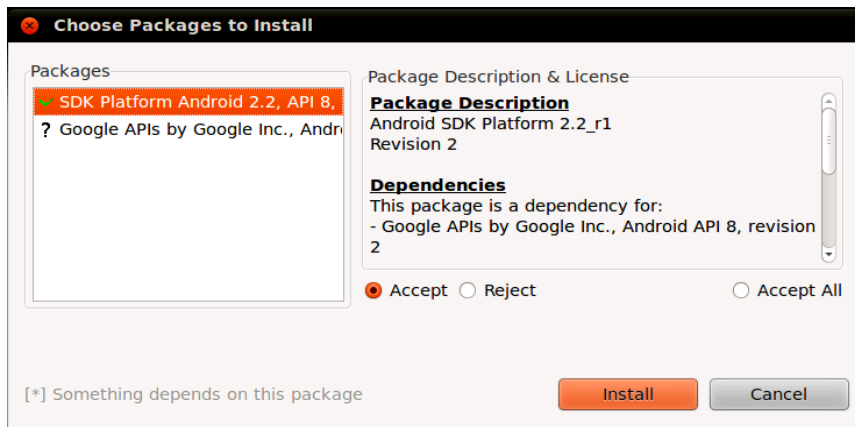 Choose Packages to Install
Packages
SDK Platform Android 2.2, API 8,
? Google APIs by Google Inc., Andr
Package Description & License
Package Description
Android SDK Platform 2.2_r1
Revision 2
Dependencies
This package is a dependency for:
- Google APIs by Google Inc., Android API 8, revision
2
Accept Reject Accept All
[*] Something depends on this package
Install Cancel